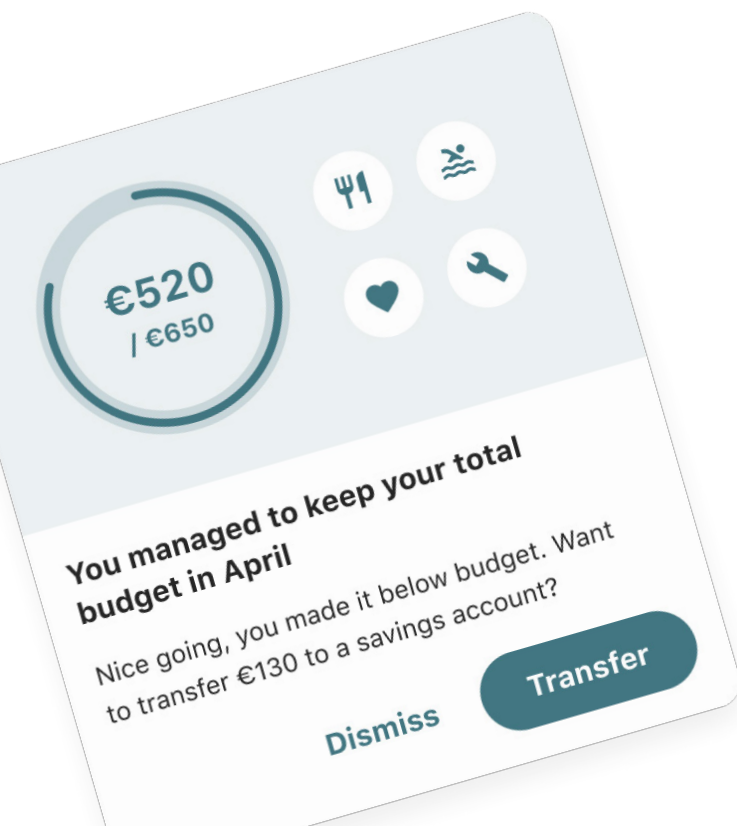 €520
/ €650
You managed to keep your total
budget in April
Nice going, you made it below budget. Want
to transfer €130 to a savings account?
Dismiss
Transfer